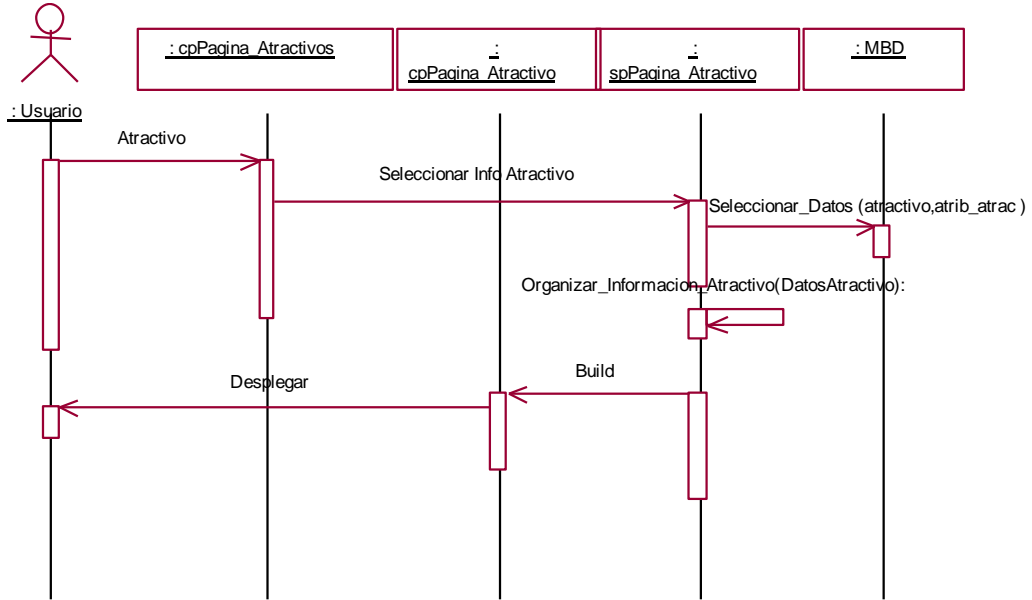 : cpPagina_Atractivos
:
cpPagina_Atractivo
:
spPagina_Atractivo
: MBD
: Usuario
Atractivo
Seleccionar Info Atractivo
Seleccionar_Datos (atractivo,atrib_atrac )
Organizar_Informacion_Atractivo(DatosAtractivo):
Build
Desplegar